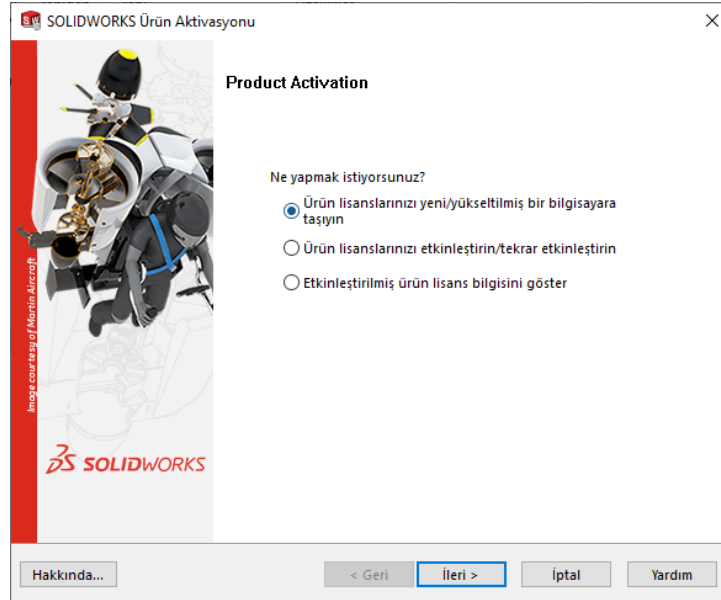 SOLIDWORKS Ürün Aktivasyonu
Product Activation
Ne yapmak istiyorsunuz?
Ürün lisanslarınızı yeni/yükseltilmiş bir bilgisayara
taşıyın
Ürün lisanslarınızı etkinleştirin/tekrar etkinleştirin
Etkinleştirilmiş ürün lisans bilgisini göster
Image courtesy of Martin Aircraft
SOLIDWORKS
Hakkında...
< Geri
İleri >
İptal
Yardım